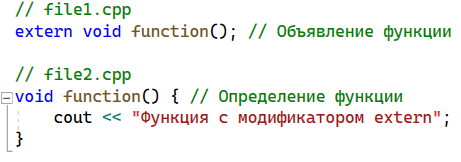 // file1.cpp
extern void function(); // Объявление функции
// file2.cpp
void function() { // Определение функции
cout << "Функция с модификатором extern";
}